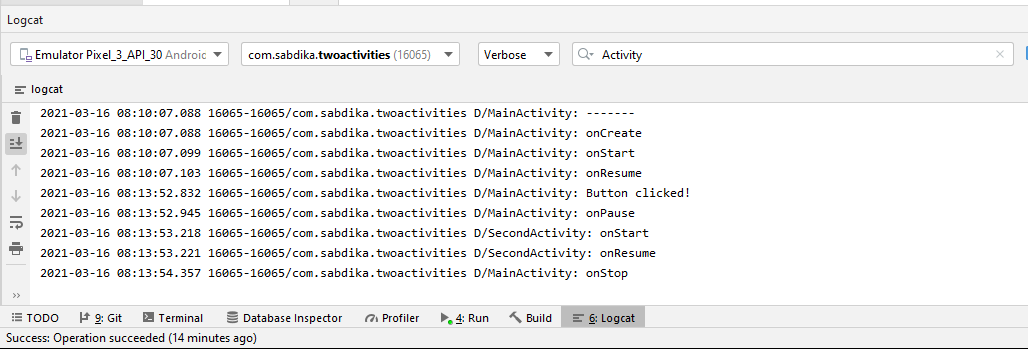 Logcat
Emulator Pixel_3_API_30 Android com.sabdika.twoactivities (16065) Verbose Activity
logcat
2021-03-16 08:10:07.088 16065-16065/com.sabdika.twoactivities D/MainActivity: -------
2021-03-16 08:10:07.088 16065-16065/com.sabdika.twoactivities D/MainActivity: onCreate
2021-03-16 08:10:07.099 16065-16065/com.sabdika.twoactivities D/MainActivity: onStart
2021-03-16 08:10:07.103 16065-16065/com.sabdika.twoactivities D/MainActivity: onResume
2021-03-16 08:13:52.832 16065-16065/com.sabdika.twoactivities D/MainActivity: Button clicked!
2021-03-16 08:13:52.945 16065-16065/com.sabdika.twoactivities D/MainActivity: onPause
2021-03-16 08:13:53.218 16065-16065/com.sabdika.twoactivities D/SecondActivity: onStart
2021-03-16 08:13:53.221 16065-16065/com.sabdika.twoactivities D/SecondActivity: onResume
2021-03-16 08:13:54.357 16065-16065/com.sabdika.twoactivities D/MainActivity: onStop
TODO 9: Git Terminal Database Inspector Profiler 4: Run Build 6: Logcat
Success: Operation succeeded (14 minutes ago)